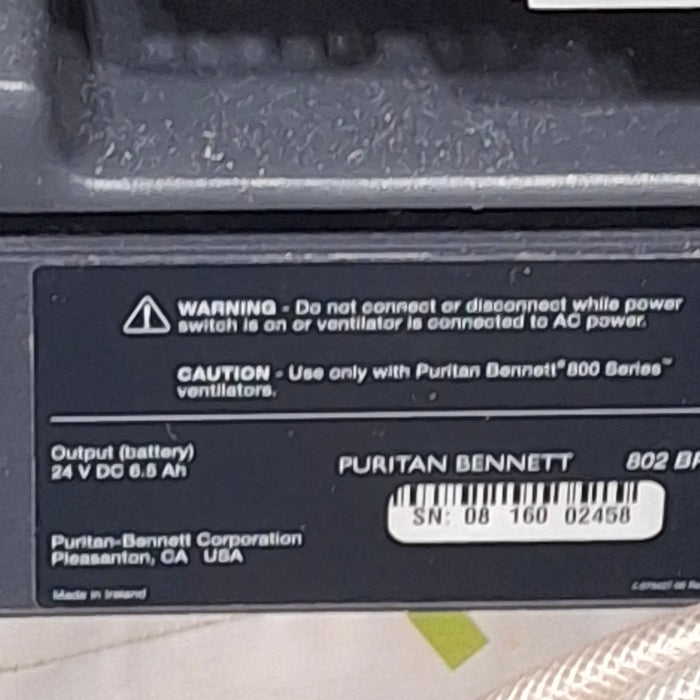 WARNING - Do not connect or disconnect while power
switch is on or ventilator is connected to AC power.
CAUTION - Use only with Puritan Bennett® 800 Series™
ventilators.
Output (battery)
24 V DC 6.5 Ah
PURITAN BENNETT 802 BP
SN: 08 160 02458
Puritan-Bennett Corporation
Pleasanton, CA USA
Made in Ireland